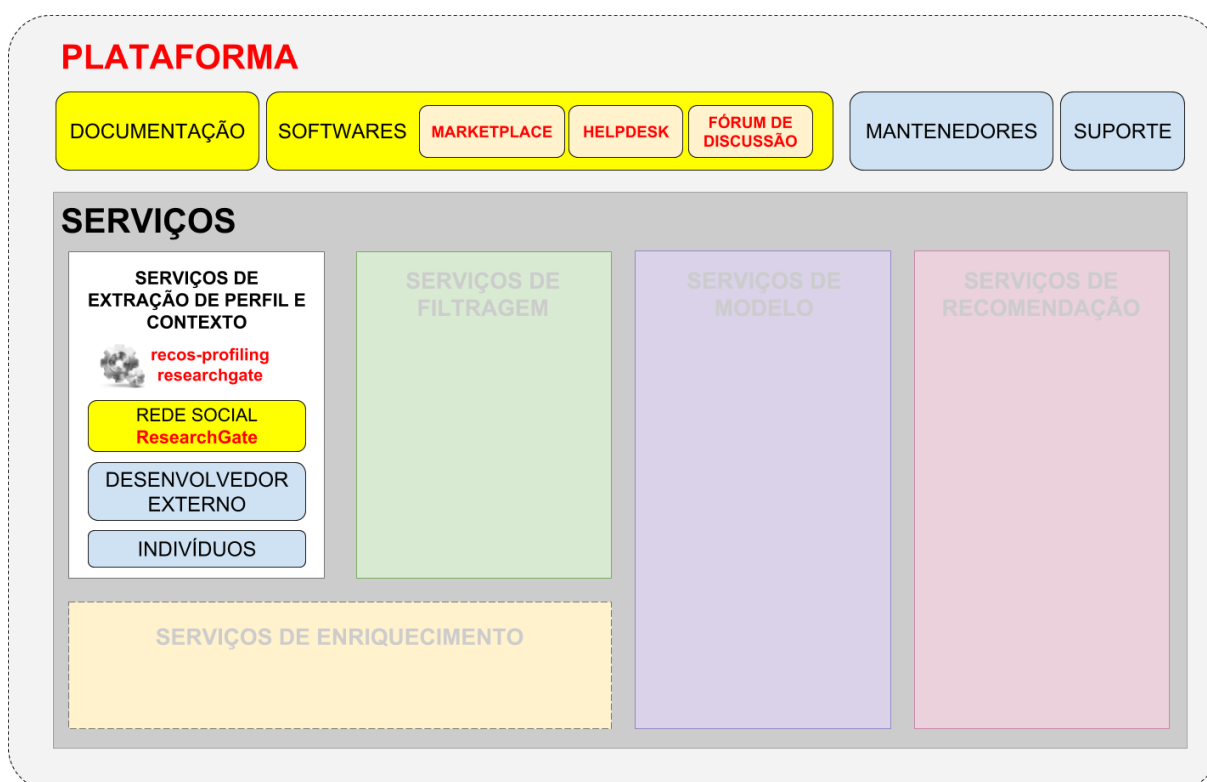 PLATAFORMA
DOCUMENTAÇÃO
SOFTWARES
MARKETPLACE
HELPDESK
FÓRUM DE
DISCUSSÃO
MANTENEDORES
SUPORTE
SERVIÇOS
SERVIÇOS DE
EXTRAÇÃO DE PERFIL E
CONTEXTO
recos-profiling
researchgate
REDE SOCIAL
ResearchGate
DESENVOLVEDOR
EXTERNO
INDIVÍDUOS
SERVIÇOS DE
FILTRAGEM
SERVIÇOS DE
MODELO
SERVIÇOS DE
RECOMENDAÇÃO
SERVIÇOS DE ENRIQUECIMENTO